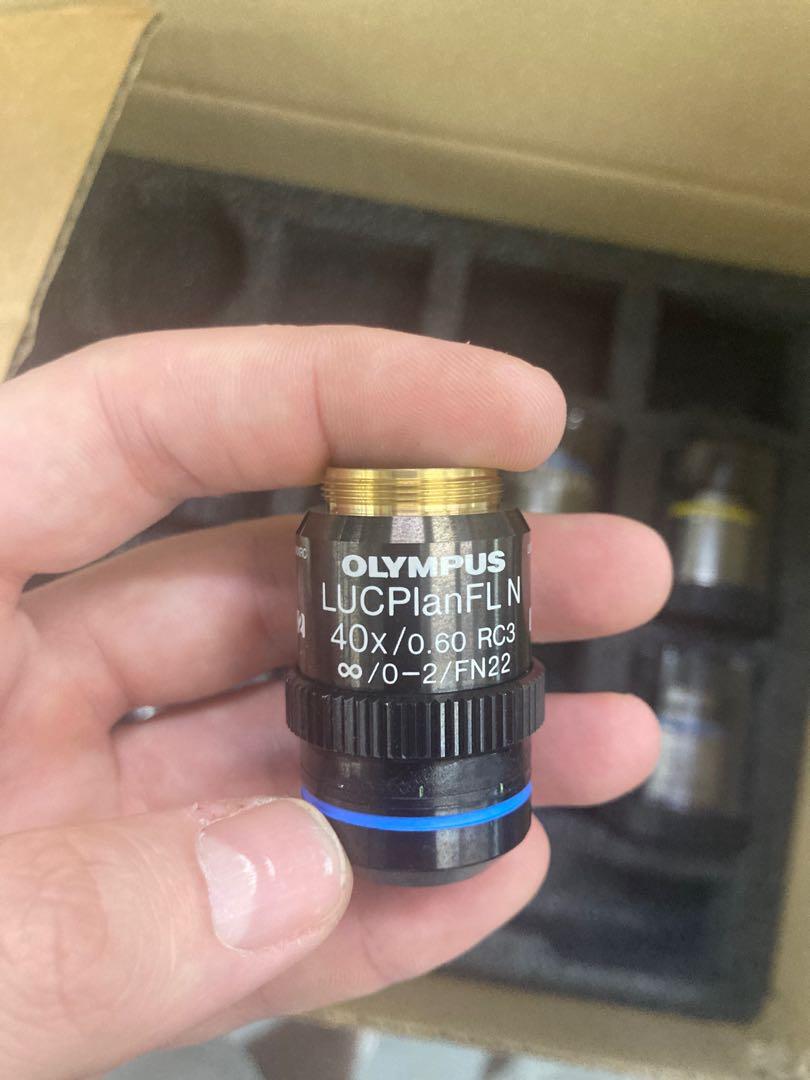 OLYMPUS
LUCPlanFL N
40x/0.60 RC3
∞/0-2/FN22